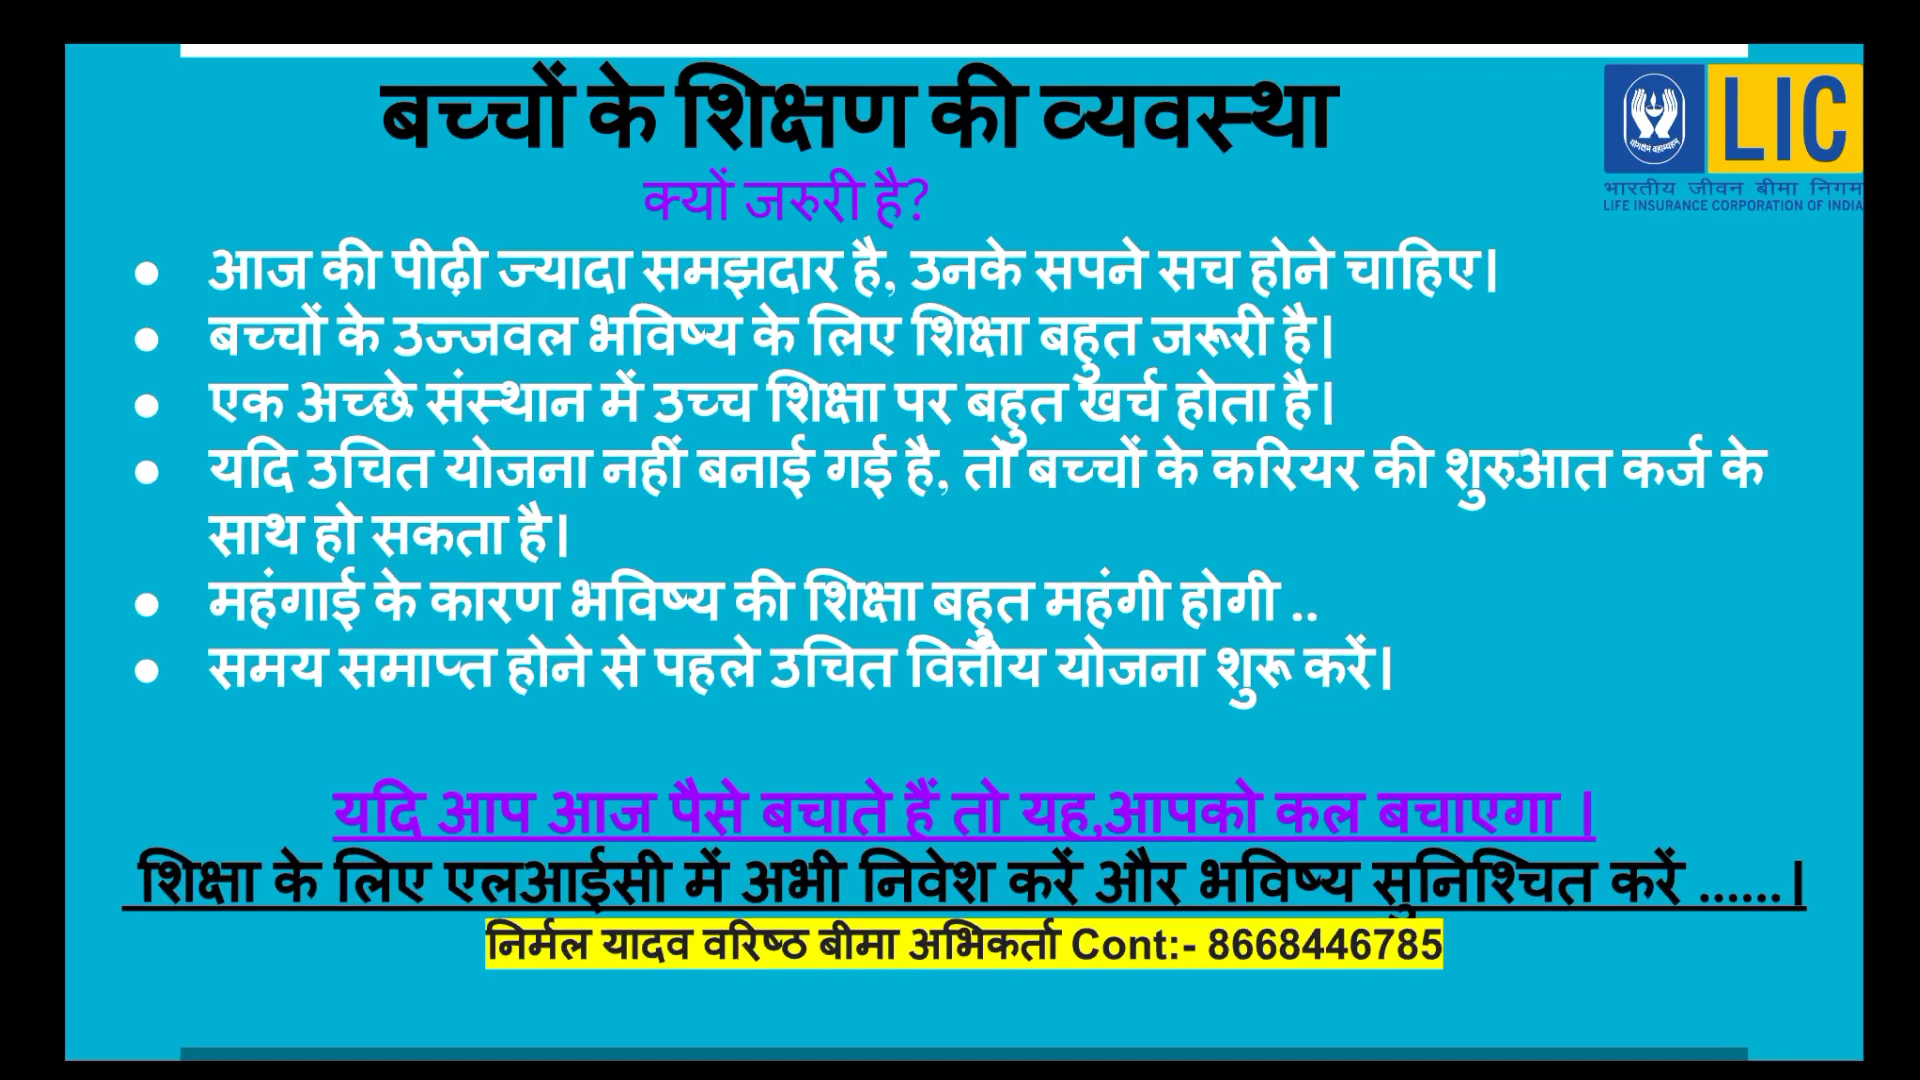 बच्चों के शिक्षण की व्यवस्था
LIC
योगक्षेमं वहाम्यहम्
भारतीय जीवन बीमा निगम
LIFE INSURANCE CORPORATION OF INDIA
क्यों जरुरी है?
● आज की पीढ़ी ज्यादा समझदार है, उनके सपने सच होने चाहिए।
● बच्चों के उज्जवल भविष्य के लिए शिक्षा बहुत जरूरी है।
● एक अच्छे संस्थान में उच्च शिक्षा पर बहुत खर्च होता है।
● यदि उचित योजना नहीं बनाई गई है, तो बच्चों के करियर की शुरुआत कर्ज के
साथ हो सकता है।
● महंगाई के कारण भविष्य की शिक्षा बहुत महंगी होगी ..
● समय समाप्त होने से पहले उचित वित्तीय योजना शुरू करें।
यदि आप आज पैसे बचाते हैं तो यह,आपको कल बचाएगा ।
शिक्षा के लिए एलआईसी में अभी निवेश करें और भविष्य सुनिश्चित करें ......।
निर्मल यादव वरिष्ठ बीमा अभिकर्ता Cont:- 8668446785